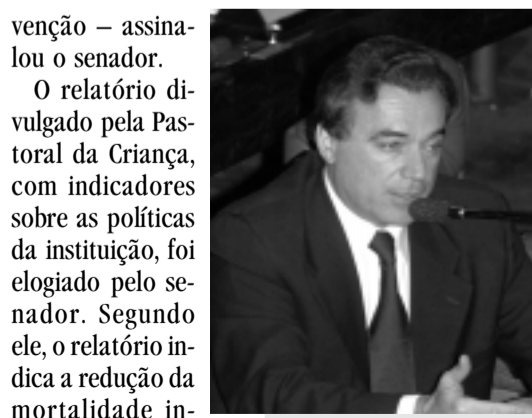 venção – assina-
lou o senador.
O relatório di-
vulgado pela Pas-
toral da Criança,
com indicadores
sobre as políticas
da instituição, foi
elogiado pelo se-
nador. Segundo
ele, o relatório in-
dica a redução da
mortalidade in-